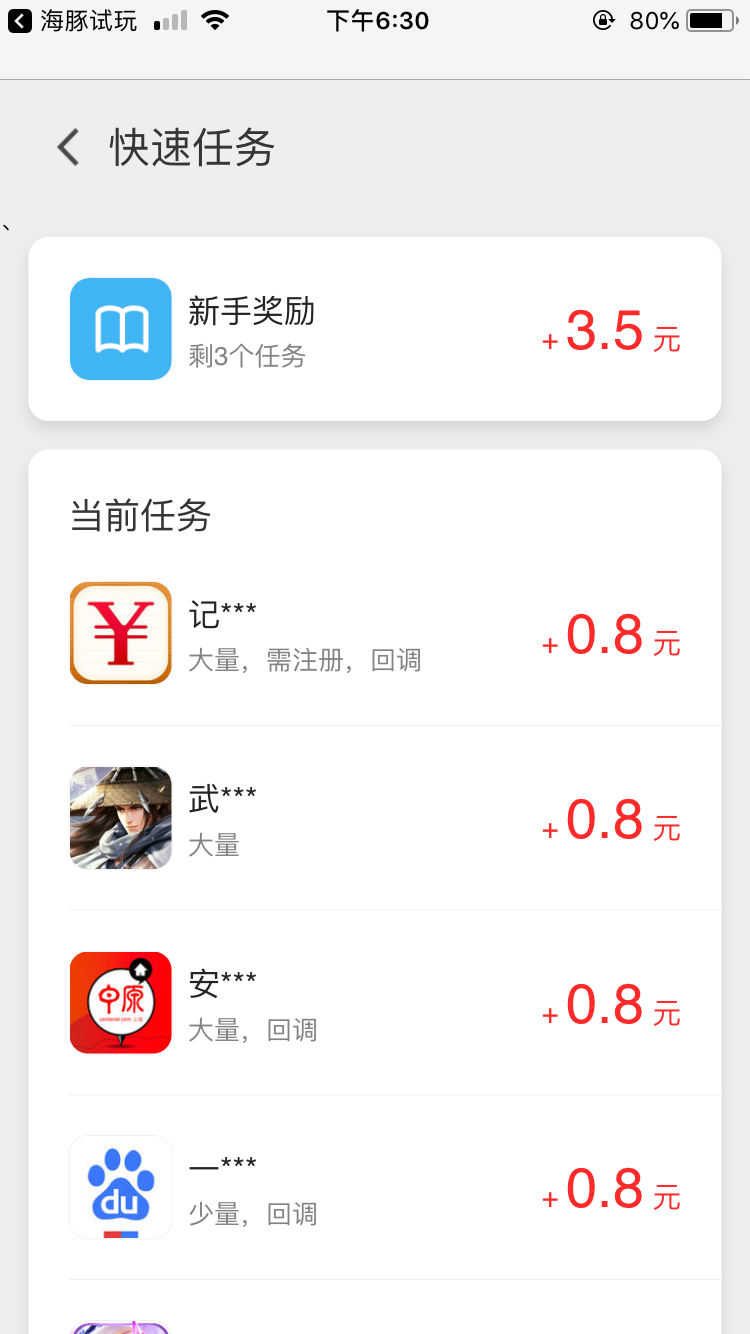 海豚试玩 下午6:30 80%
快速任务
、
新手奖励
剩3个任务
+3.5 元
当前任务
¥
记***
大量，需注册，回调
+0.8 元
武***
大量
+0.8 元
中原
安***
大量，回调
+0.8 元
du
一***
少量，回调
+0.8 元